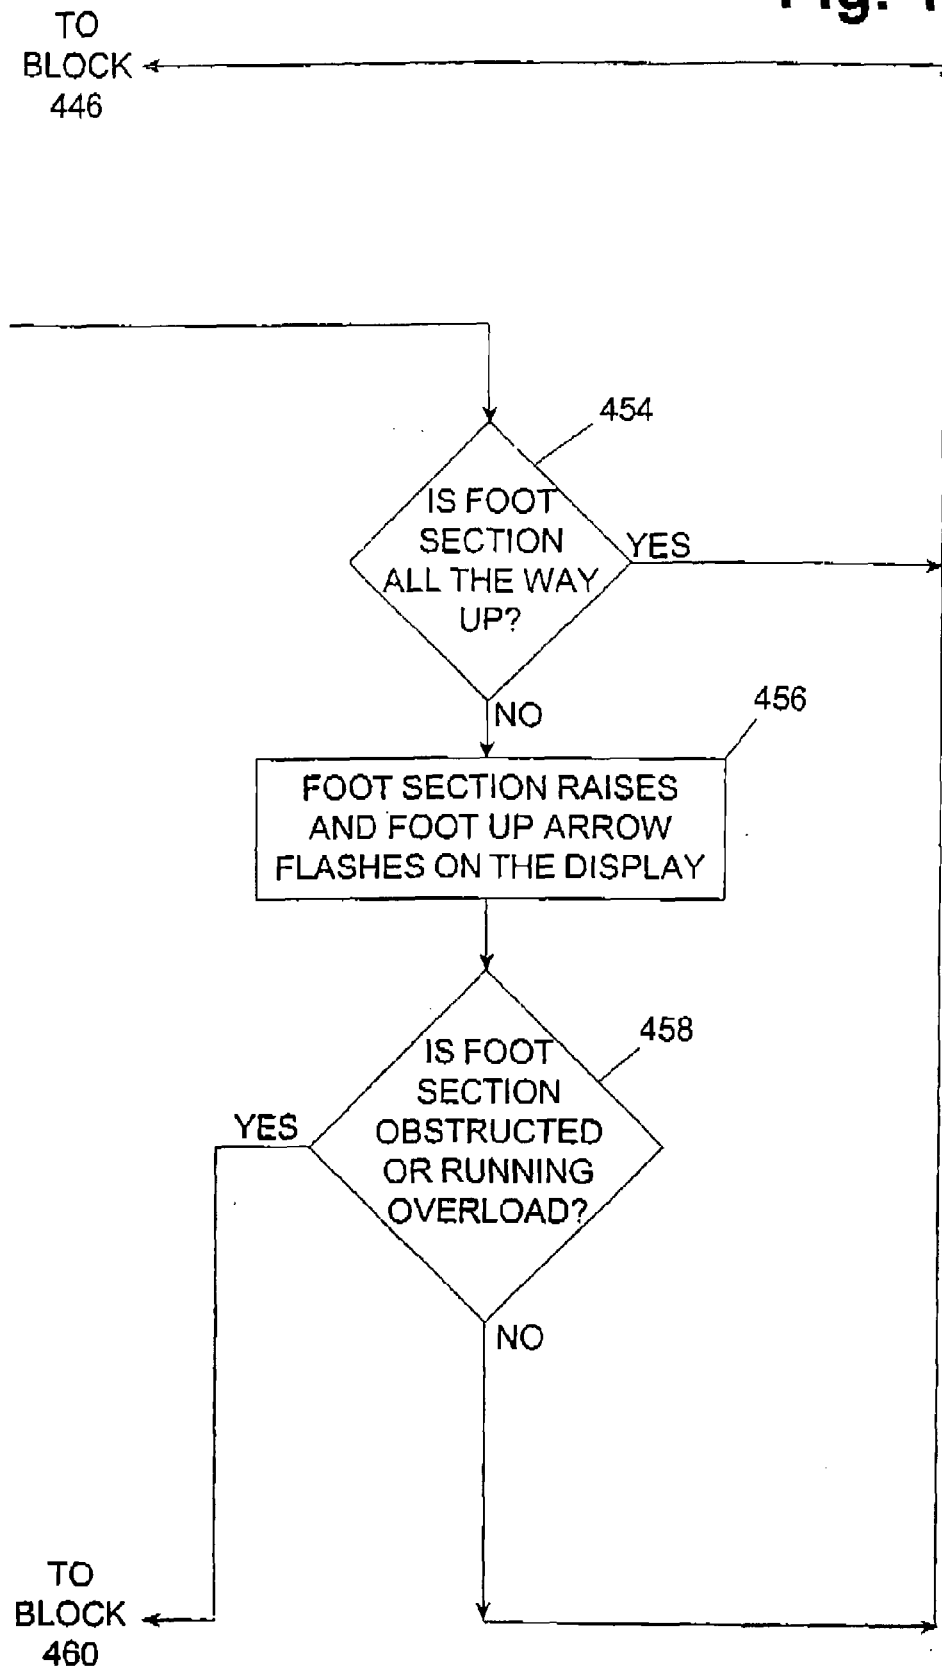 Fig. 1
TO
BLOCK
446
454
IS FOOT
SECTION
ALL THE WAY
UP?
YES
NO
456
FOOT SECTION RAISES
AND FOOT UP ARROW
FLASHES ON THE DISPLAY
458
IS FOOT
SECTION
OBSTRUCTED
OR RUNNING
OVERLOAD?
YES
NO
TO
BLOCK
460